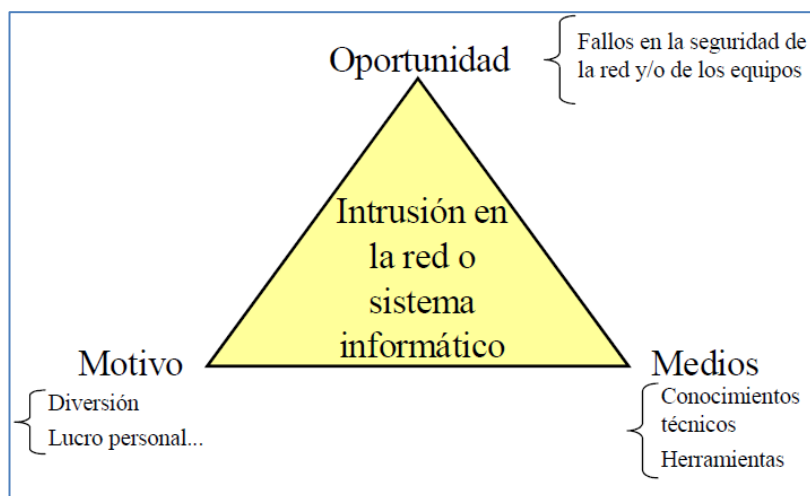 Oportunidad
Fallos en la seguridad de
la red y/o de los equipos
Intrusión en
la red o
sistema
informático
Motivo
Diversión
Lucro personal...
Medios
Conocimientos
técnicos
Herramientas